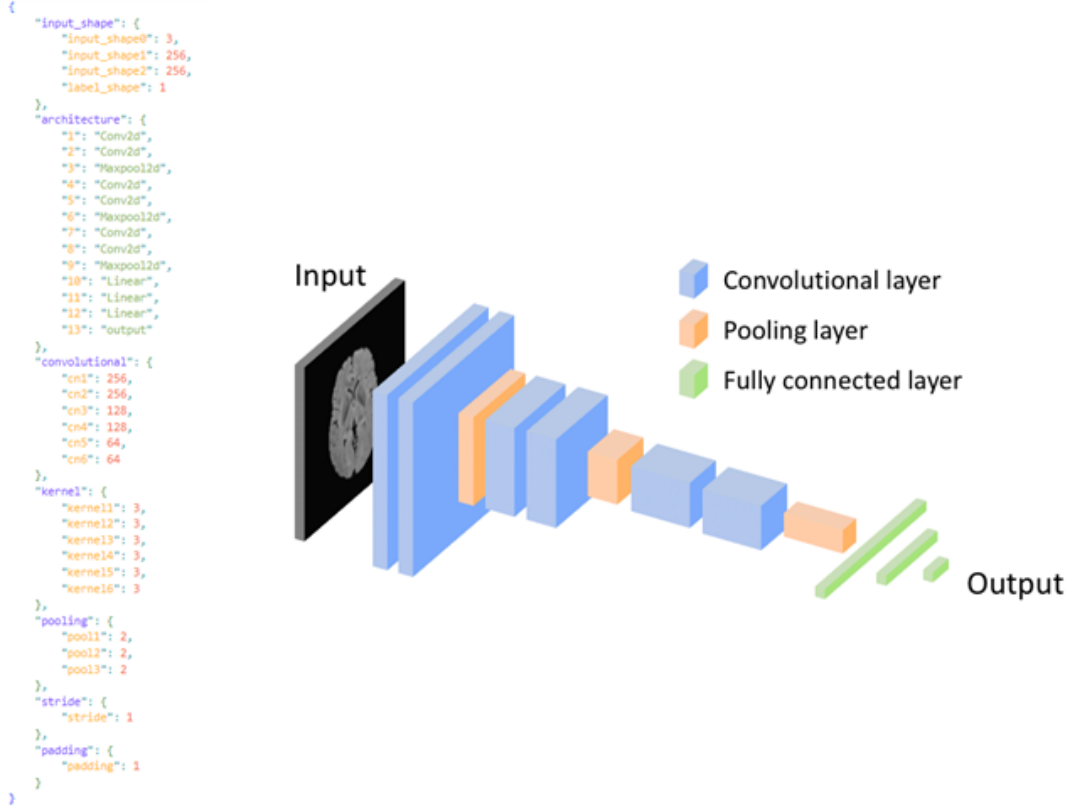 {
"input_shape": {
"input_shape0": 3,
"input_shape1": 256,
"input_shape2": 256,
"label_shape": 1
},
"architecture": {
"1": "Conv2d",
"2": "Conv2d",
"3": "Maxpool2d",
"4": "Conv2d",
"5": "Conv2d",
"6": "Maxpool2d",
"7": "Conv2d",
"8": "Conv2d",
"9": "Maxpool2d",
"10": "Linear",
"11": "Linear",
"12": "Linear",
"13": "output"
},
"convolutional": {
"cn1": 256,
"cn2": 256,
"cn3": 128,
"cn4": 128,
"cn5": 64,
"cn6": 64
},
"kernel": {
"kernel1": 3,
"kernel2": 3,
"kernel3": 3,
"kernel4": 3,
"kernel5": 3,
"kernel6": 3
},
"pooling": {
"pool1": 2,
"pool2": 2,
"pool3": 2
},
"stride": {
"stride": 1
},
"padding": {
"padding": 1
}
}
Input
Convolutional layer
Pooling layer
Fully connected layer
Output